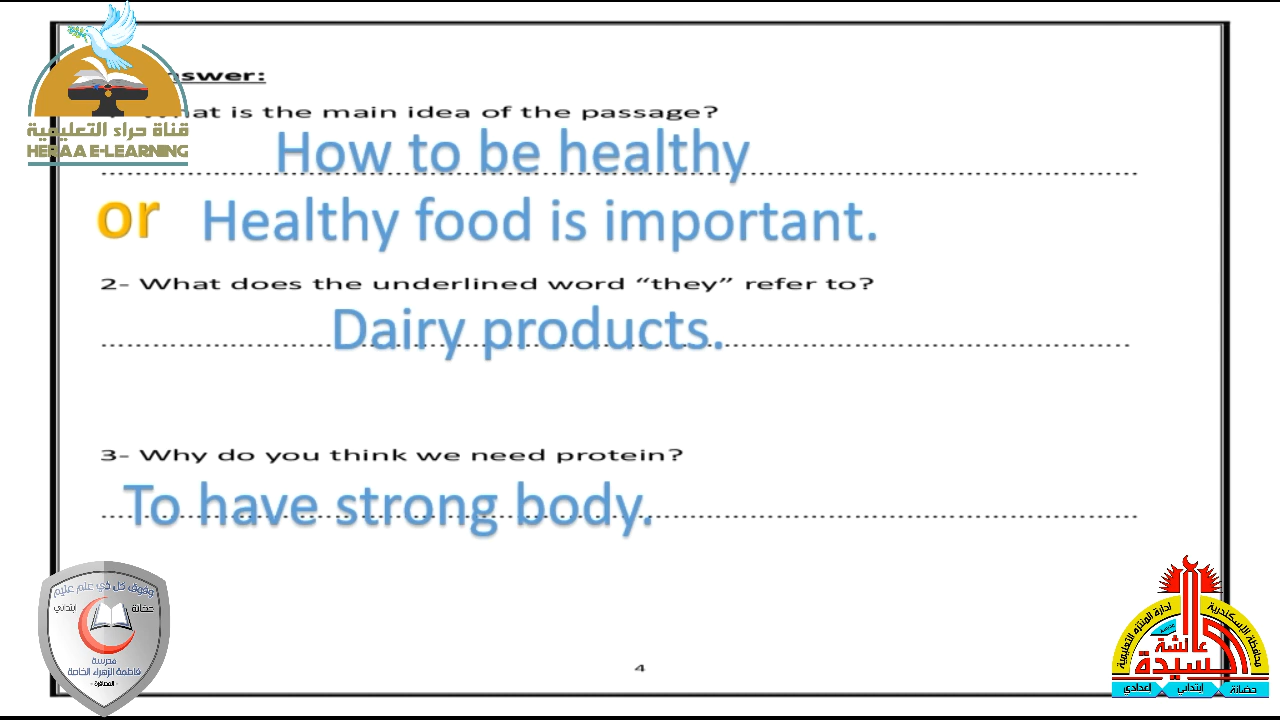 nswer:
What is the main idea of the passage?
How to be healthy
or Healthy food is important.
2- What does the underlined word “they” refer to?
Dairy products.
3- Why do you think we need protein?
To have strong body.
4
قناة حراء التعليمية
HERAA E-LEARNING
وفوق كل ذي علم عليم
حضانة ابتدائي
مدرسة
فاطمة الزهراء الخاصة
محافظة الإسكندرية
إدارة المنتزه التعليمية
مدرسة
السيدة عائشة
حضانة ابتدائي إعدادي